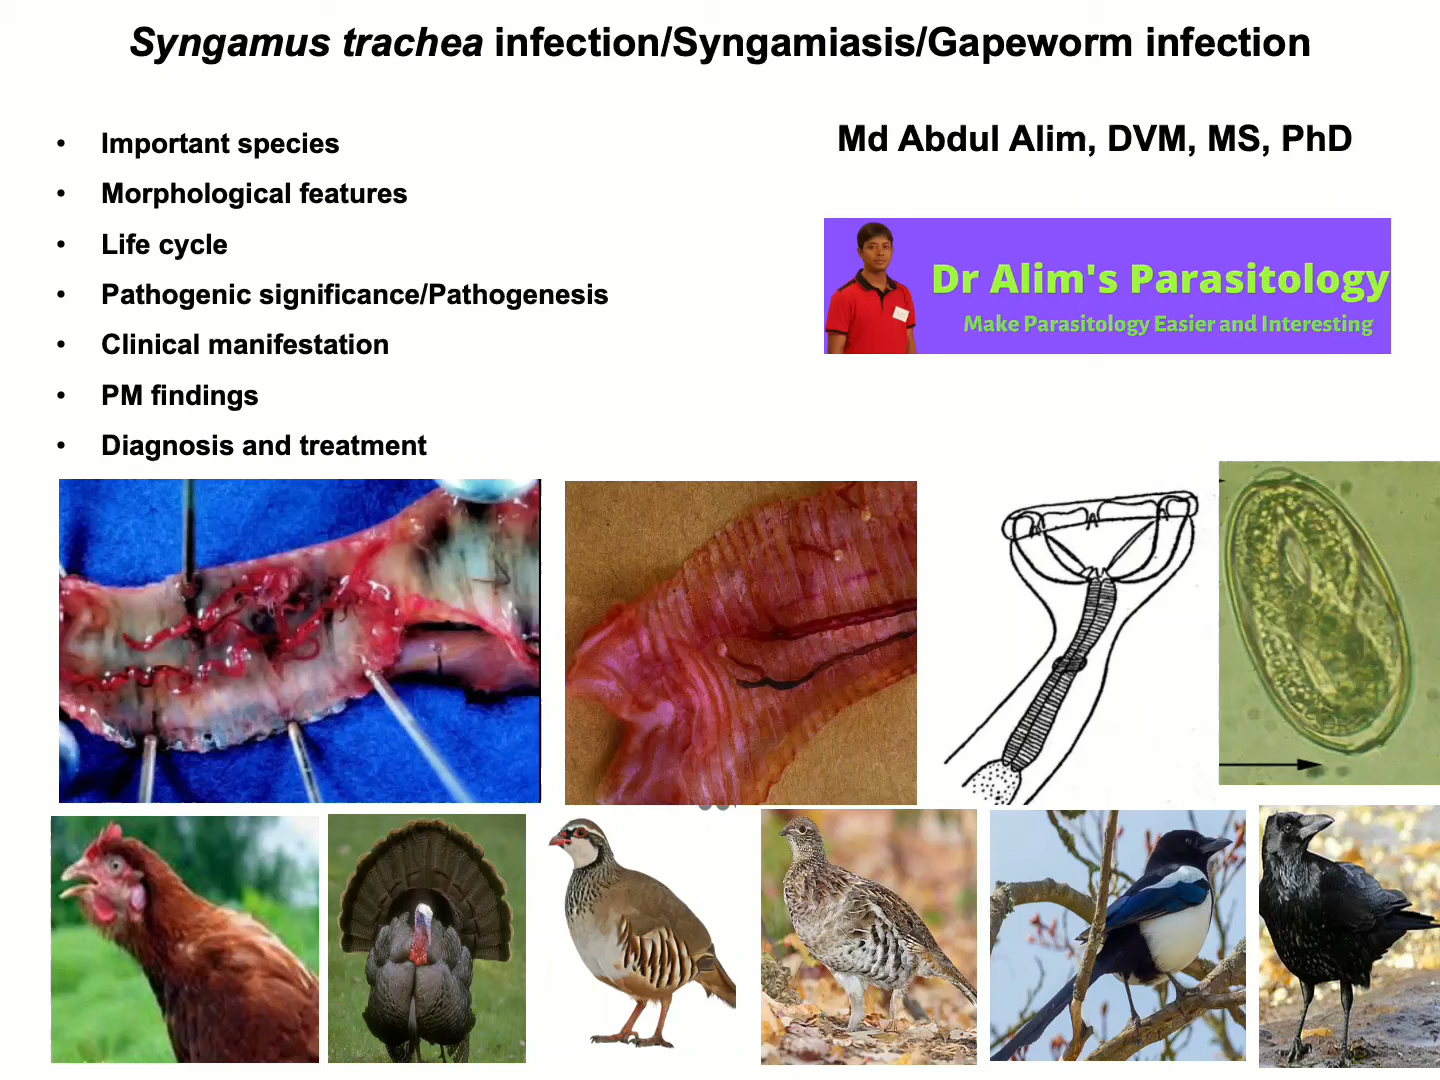 Syngamus trachea infection/Syngamiasis/Gapeworm infection
• Important species
• Morphological features
• Life cycle
• Pathogenic significance/Pathogenesis
• Clinical manifestation
• PM findings
• Diagnosis and treatment
Md Abdul Alim, DVM, MS, PhD
Dr Alim's Parasitology
Make Parasitology Easier and Interesting